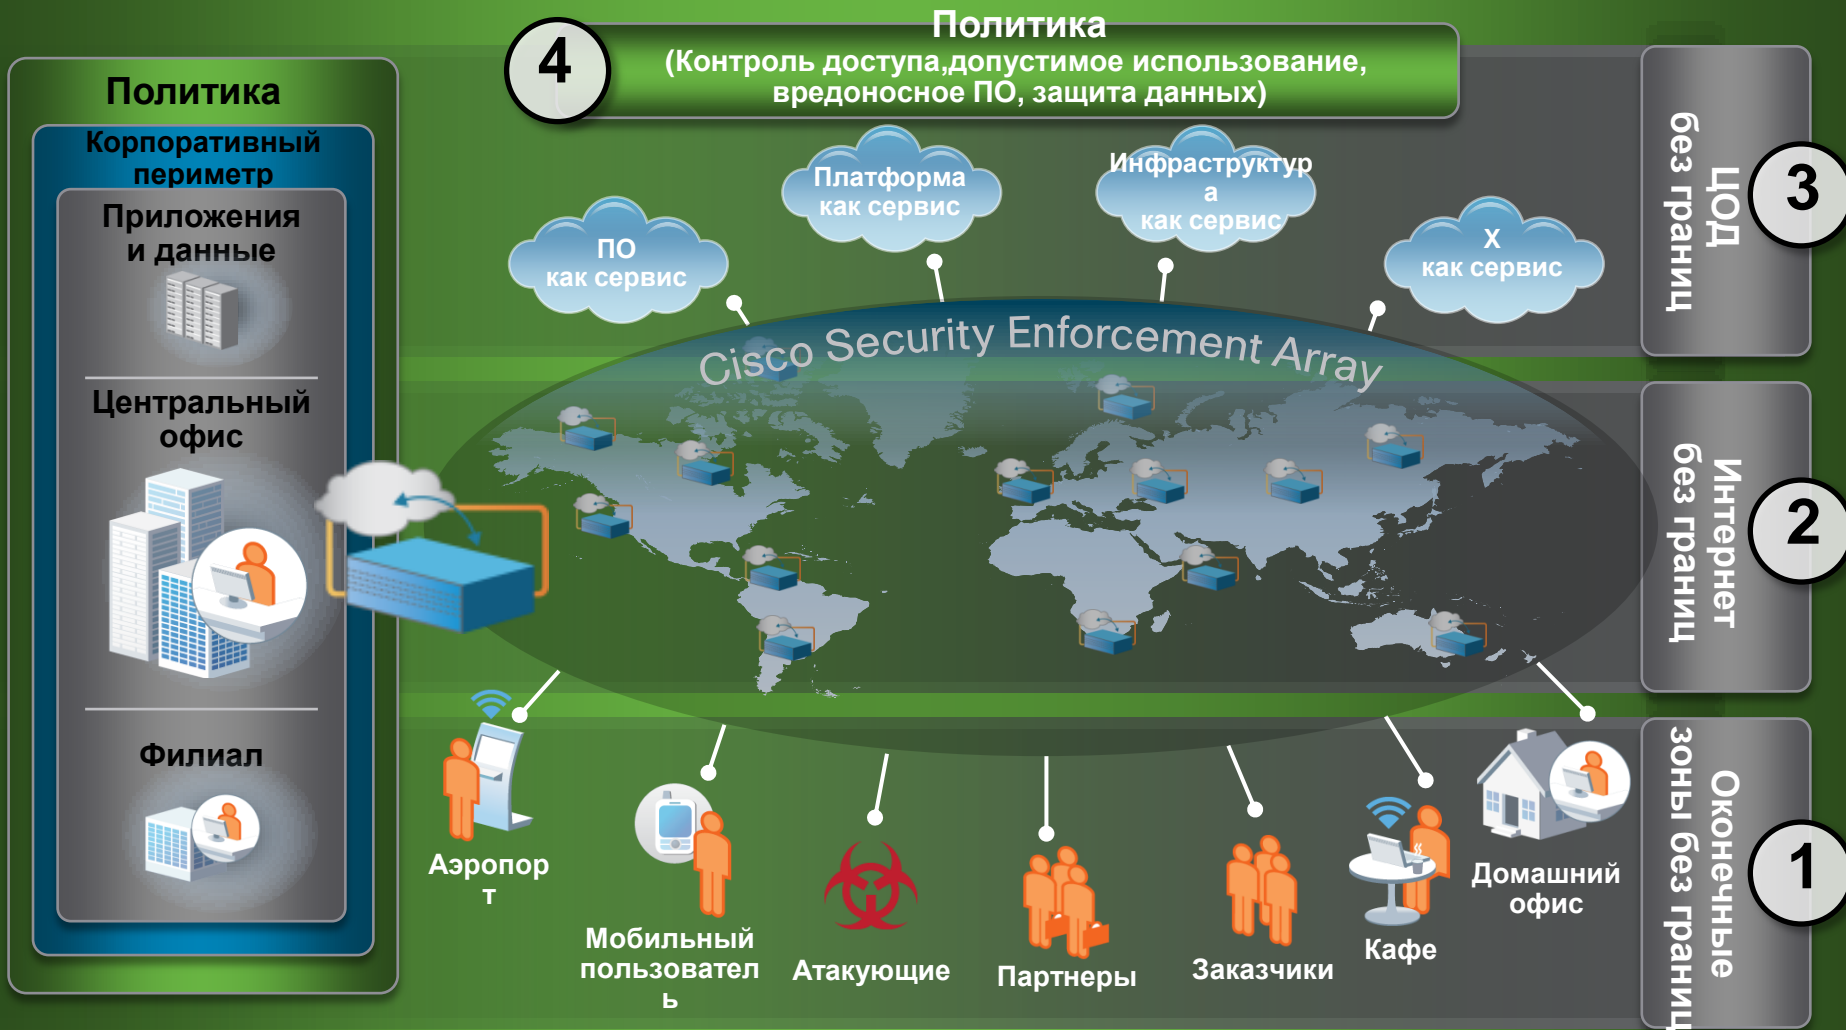 Политика
(Контроль доступа,допустимое использование,
вредоносное ПО, защита данных)
4
Политика
Корпоративный
периметр
Приложения
и данные
Центральный
офис
Филиал
ПО
как сервис
Платформа
как сервис
Инфраструктур
а
как сервис
X
как сервис
Cisco Security Enforcement Array
ЦОД
без границ
3
Интернет
без границ
2
Оконечные
зоны без границ
1
Аэропор
т
Мобильный
пользовател
ь
Атакующие
Партнеры
Заказчики
Кафе
Домашний
офис